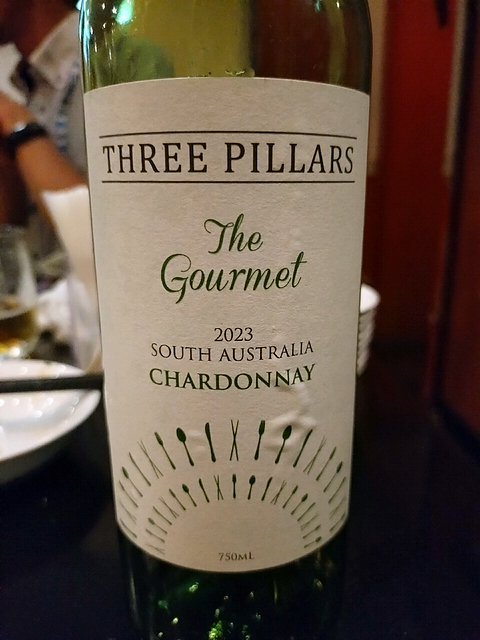 THREE PILLARS
The
Gourmet
2023
SOUTH AUSTRALIA
CHARDONNAY
750ML